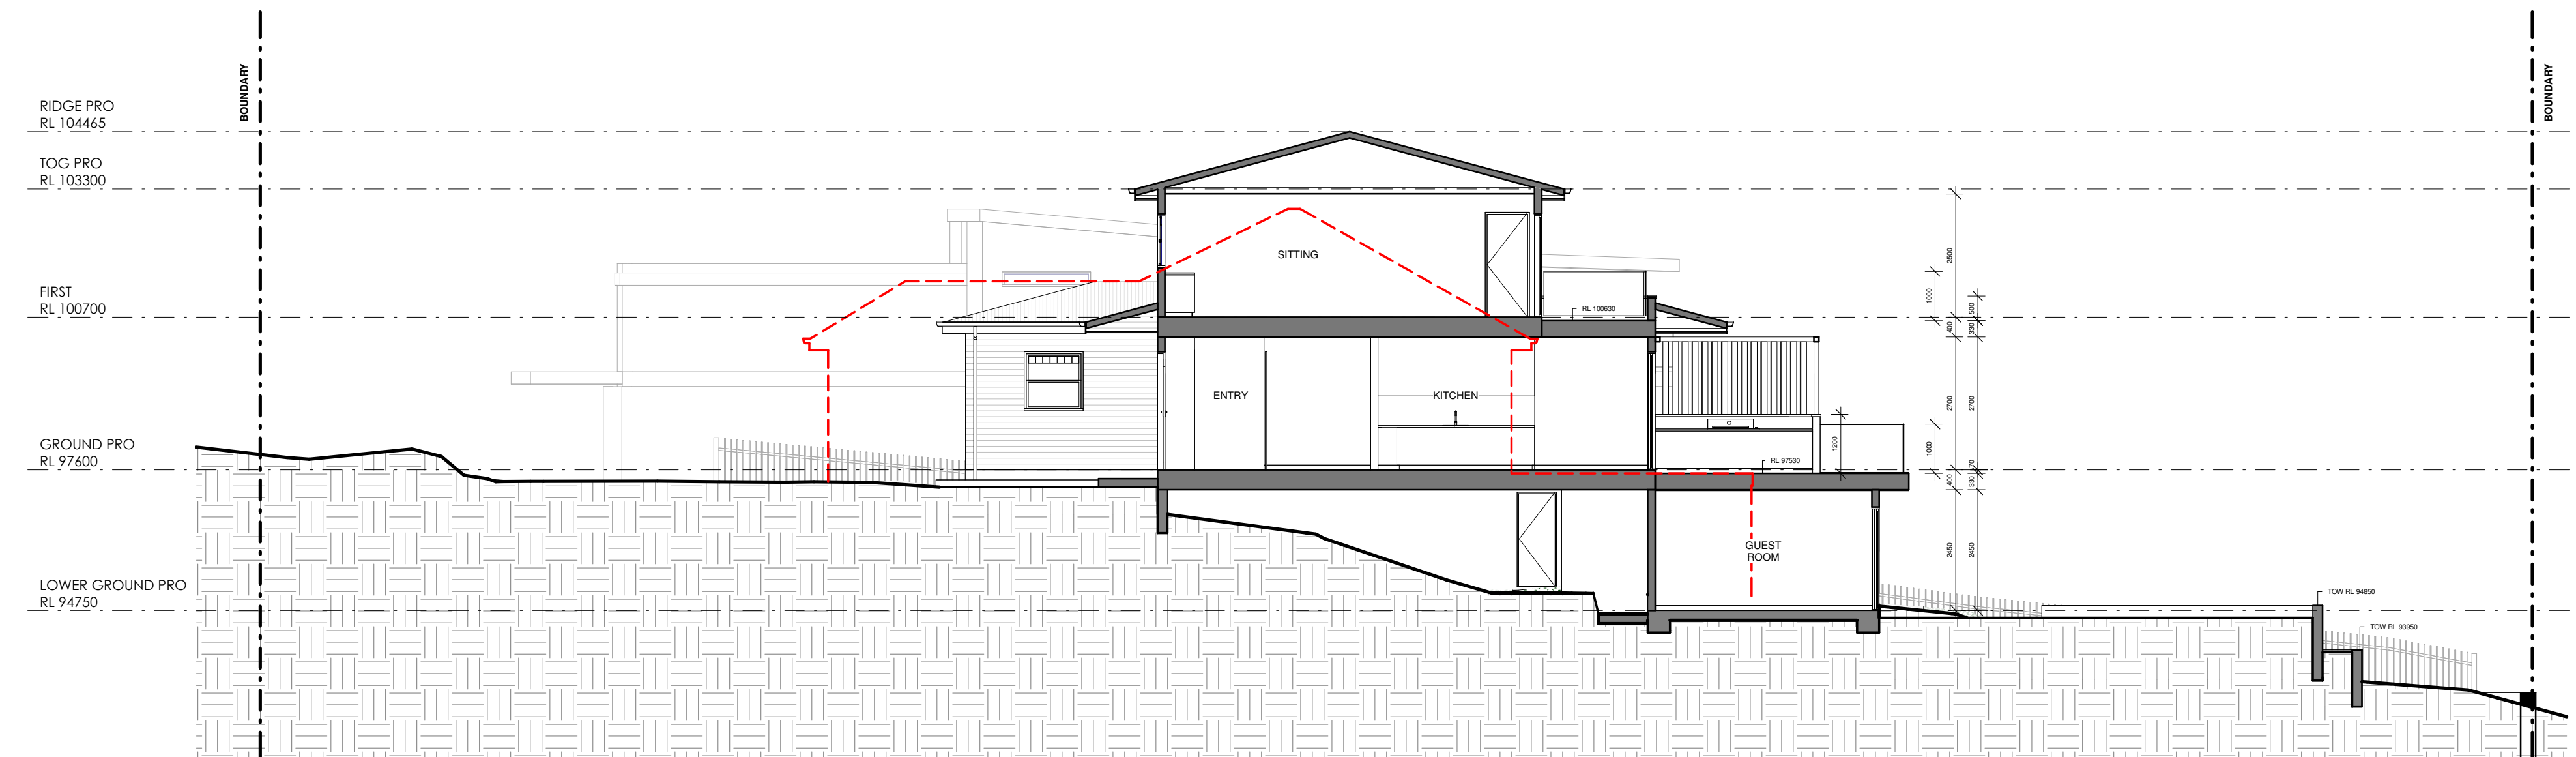 BOUNDARY
BOUNDARY
RIDGE PRO
RL 104465
TOG PRO
RL 103300
FIRST
RL 100700
GROUND PRO
RL 97600
LOWER GROUND PRO
RL 94750
SITTING
RL 100630
ENTRY
KITCHEN
RL 97530
GUEST
ROOM
2500
1000
500
400
330
2700
2700
1200
1000
70
400
330
2450
2450
TOW RL 94850
TOW RL 93950